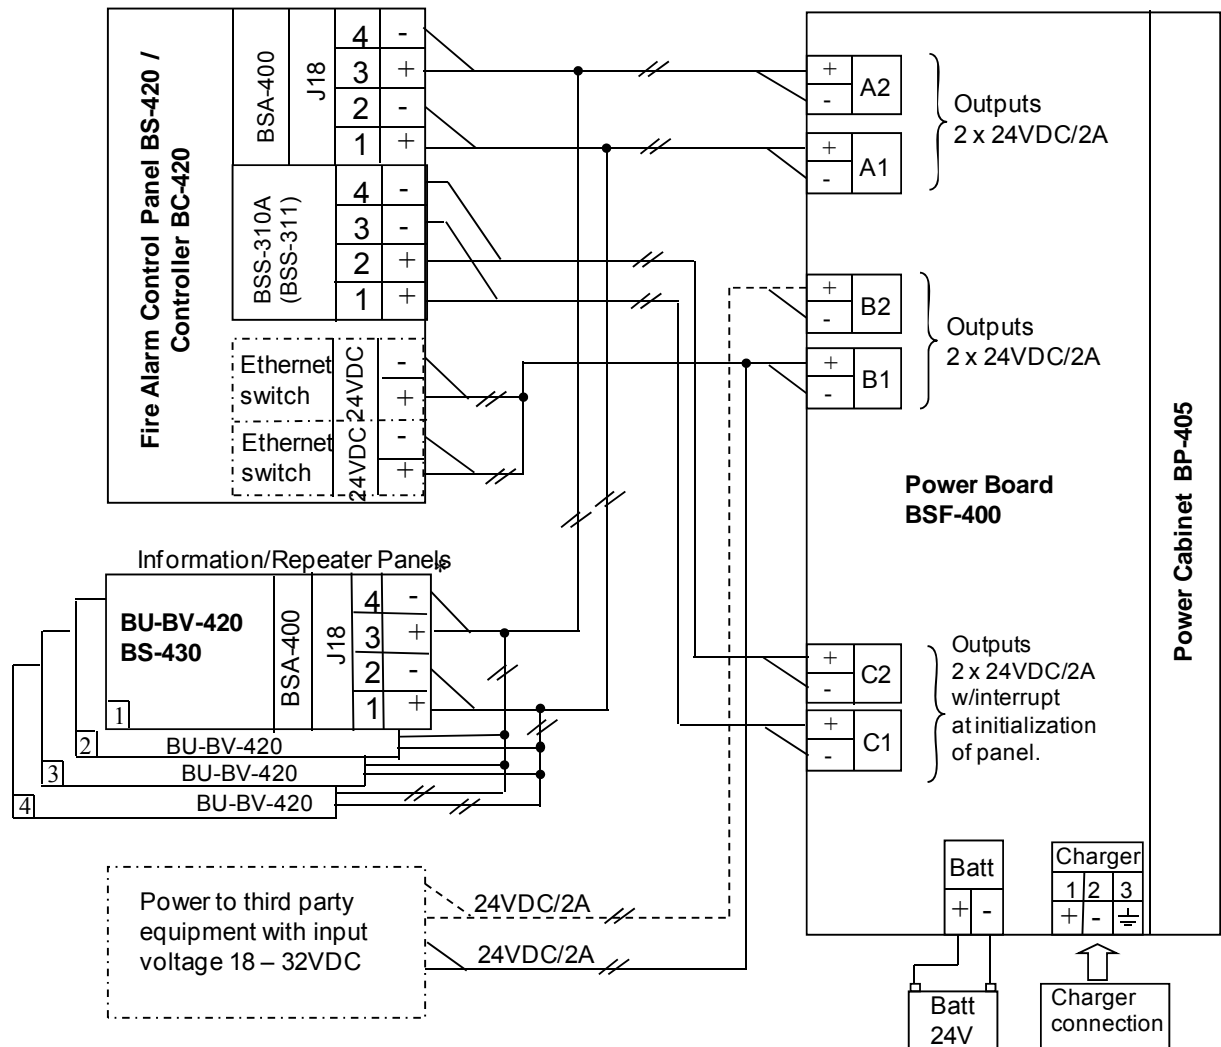 Fire Alarm Control Panel BS-420 /
Controller BC-420
BSA-400
J18
4 -
3 +
2 -
1 +
BSS-310A
(BSS-311)
4 -
3 -
2 +
1 +
Ethernet
switch
24VDC
-
+
Ethernet
switch
24VDC
-
+
Information/Repeater Panels
*
BU-BV-420
BS-430
BSA-400
J18
4 -
3 +
2 -
1 +
1
2 BU-BV-420
3 BU-BV-420
4 BU-BV-420
Power to third party
equipment with input
voltage 18 – 32VDC
24VDC/2A
24VDC/2A
+
-
A2
+
-
A1
Outputs
2 x 24VDC/2A
+
-
B2
+
-
B1
Outputs
2 x 24VDC/2A
Power Board
BSF-400
Power Cabinet BP-405
+
-
C2
+
-
C1
Outputs
2 x 24VDC/2A
w/interrupt
at initialization
of panel.
Batt
+ -
Charger
1 2 3
+ - ⏚
Batt
24V
Charger
connection